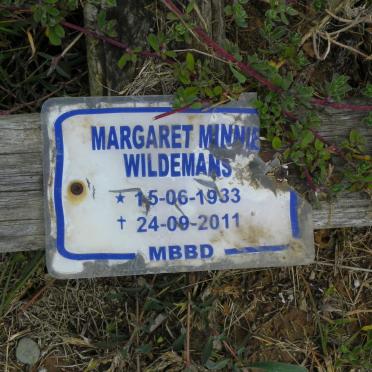 MARGARET MINNIE
WILDEMANS
★ 15-06-1933
✝ 24-09-2011
MBBD